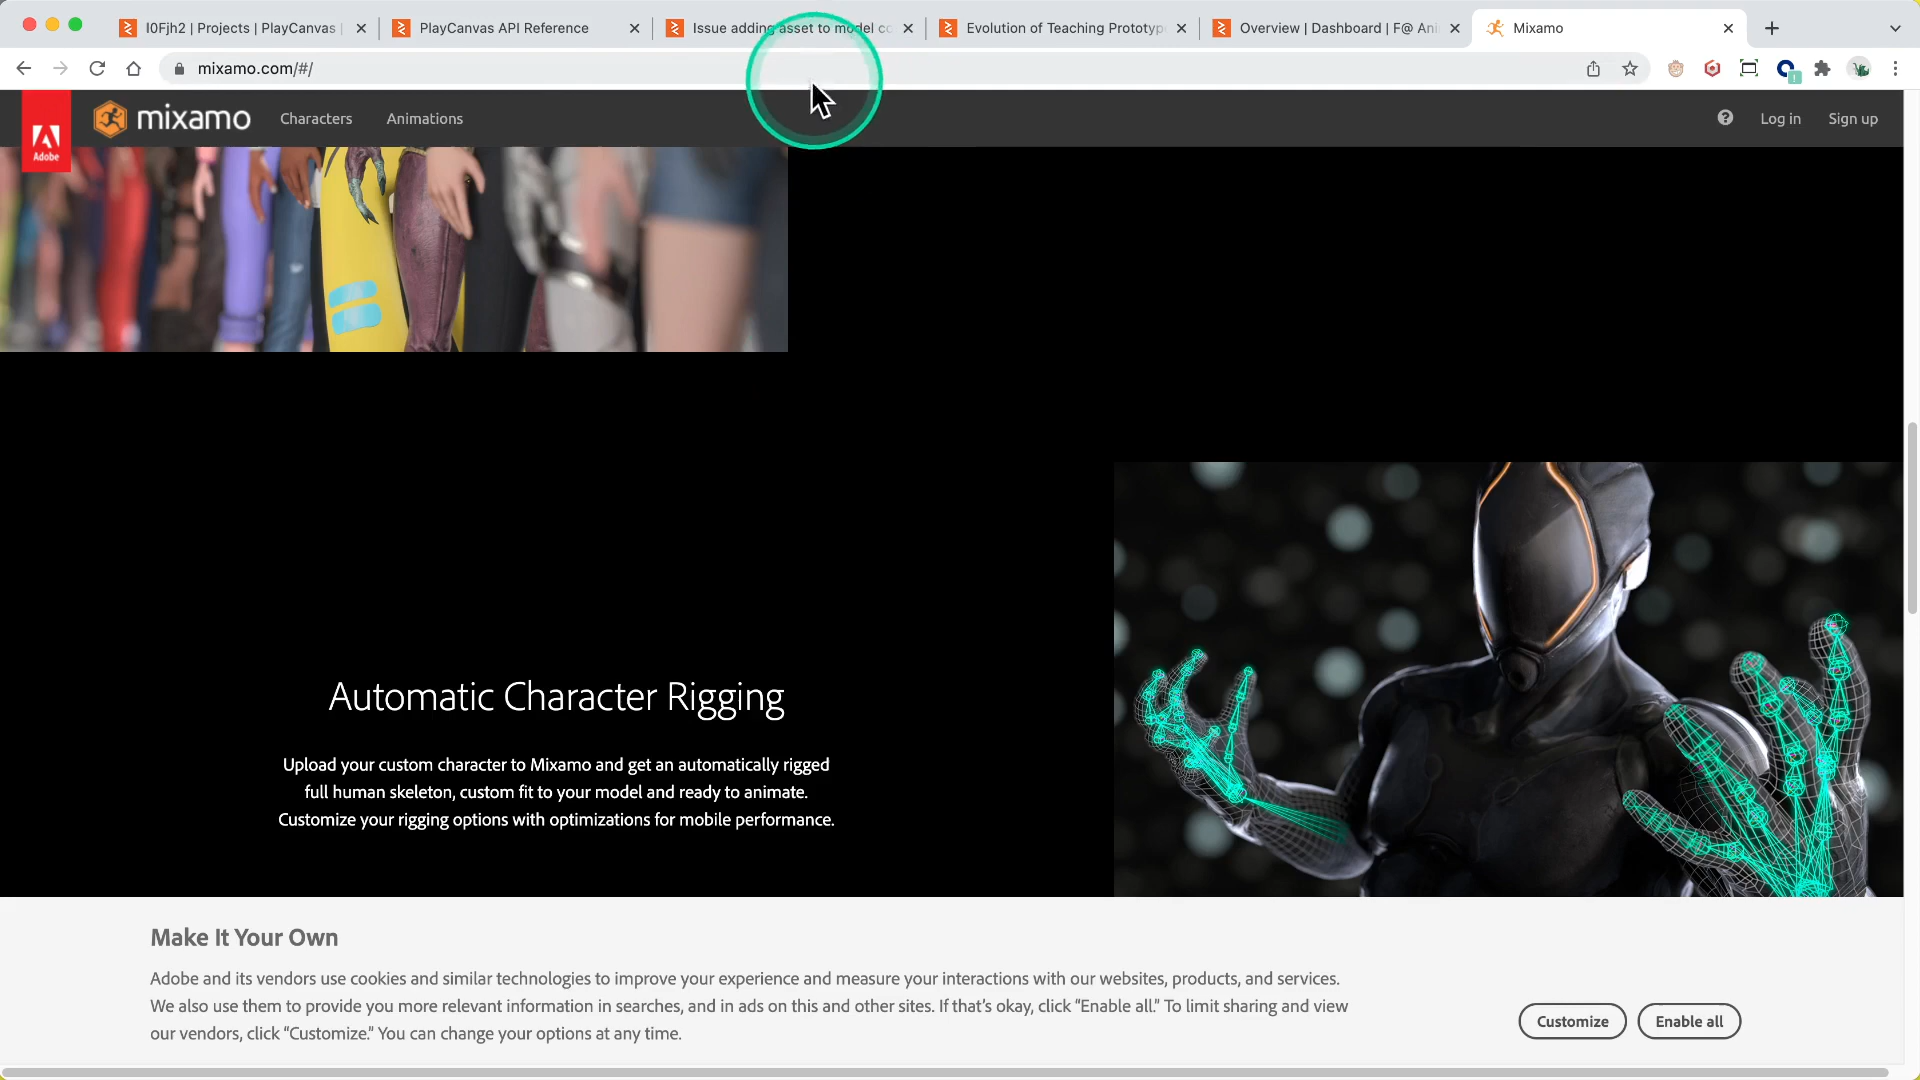 I0Fjh2 | Projects | PlayCanvas |
PlayCanvas API Reference
Issue adding asset to model co
Evolution of Teaching Prototype
Overview | Dashboard | F@ Ani
Mixamo
mixamo.com/#/
Adobe
mixamo
Characters
Animations
Log in
Sign up
Automatic Character Rigging
Upload your custom character to Mixamo and get an automatically rigged
full human skeleton, custom fit to your model and ready to animate.
Customize your rigging options with optimizations for mobile performance.
Make It Your Own
Adobe and its vendors use cookies and similar technologies to improve your experience and measure your interactions with our websites, products, and services.
We also use them to provide you more relevant information in searches, and in ads on this and other sites. If that’s okay, click “Enable all.” To limit sharing and view
our vendors, click “Customize.” You can change your options at any time.
Customize
Enable all